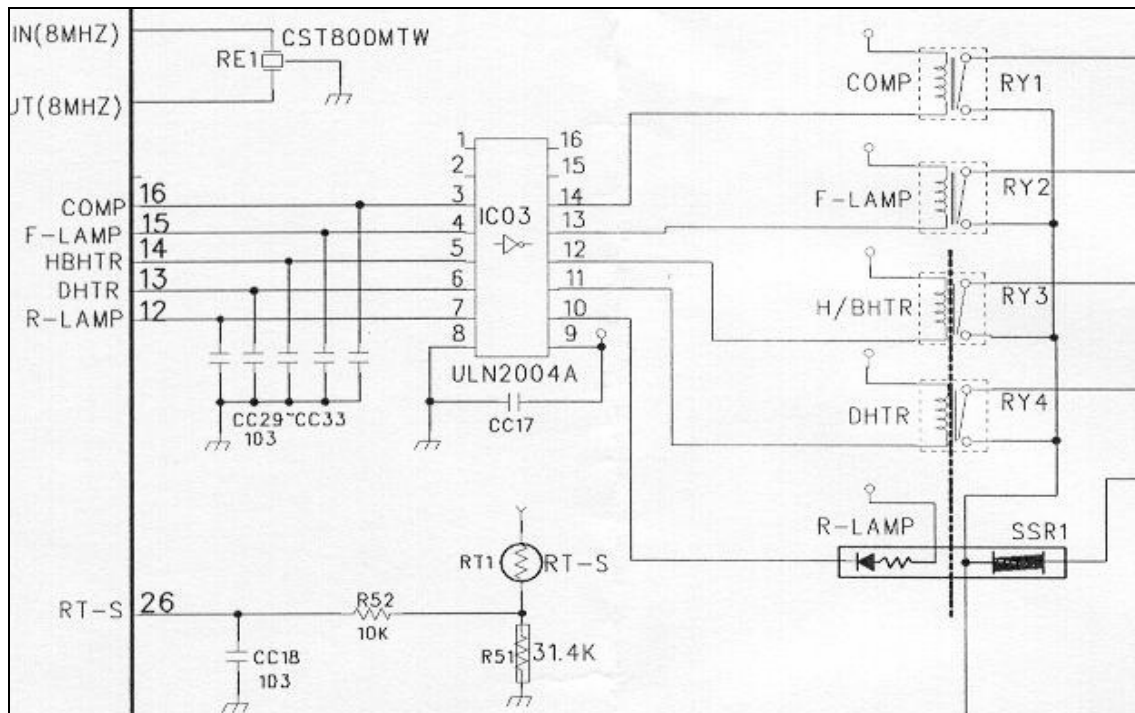 IN(8MHZ)
CST800MTW
RE1
UT(8MHZ)
COMP
RY1
1
16
2
15
16
3
14
COMP
IC03
F-LAMP
RY2
15
4
13
F-LAMP
14
5
12
HBHTR
13
6
11
DHTR
H/BHTR
RY3
12
7
10
R-LAMP
8
9
ULN2004A
CC29~CC33
103
CC17
DHTR
RY4
R-LAMP
SSR1
RT1
RT-S
RT-S
26
R52
10K
R51
31.4K
CC18
103